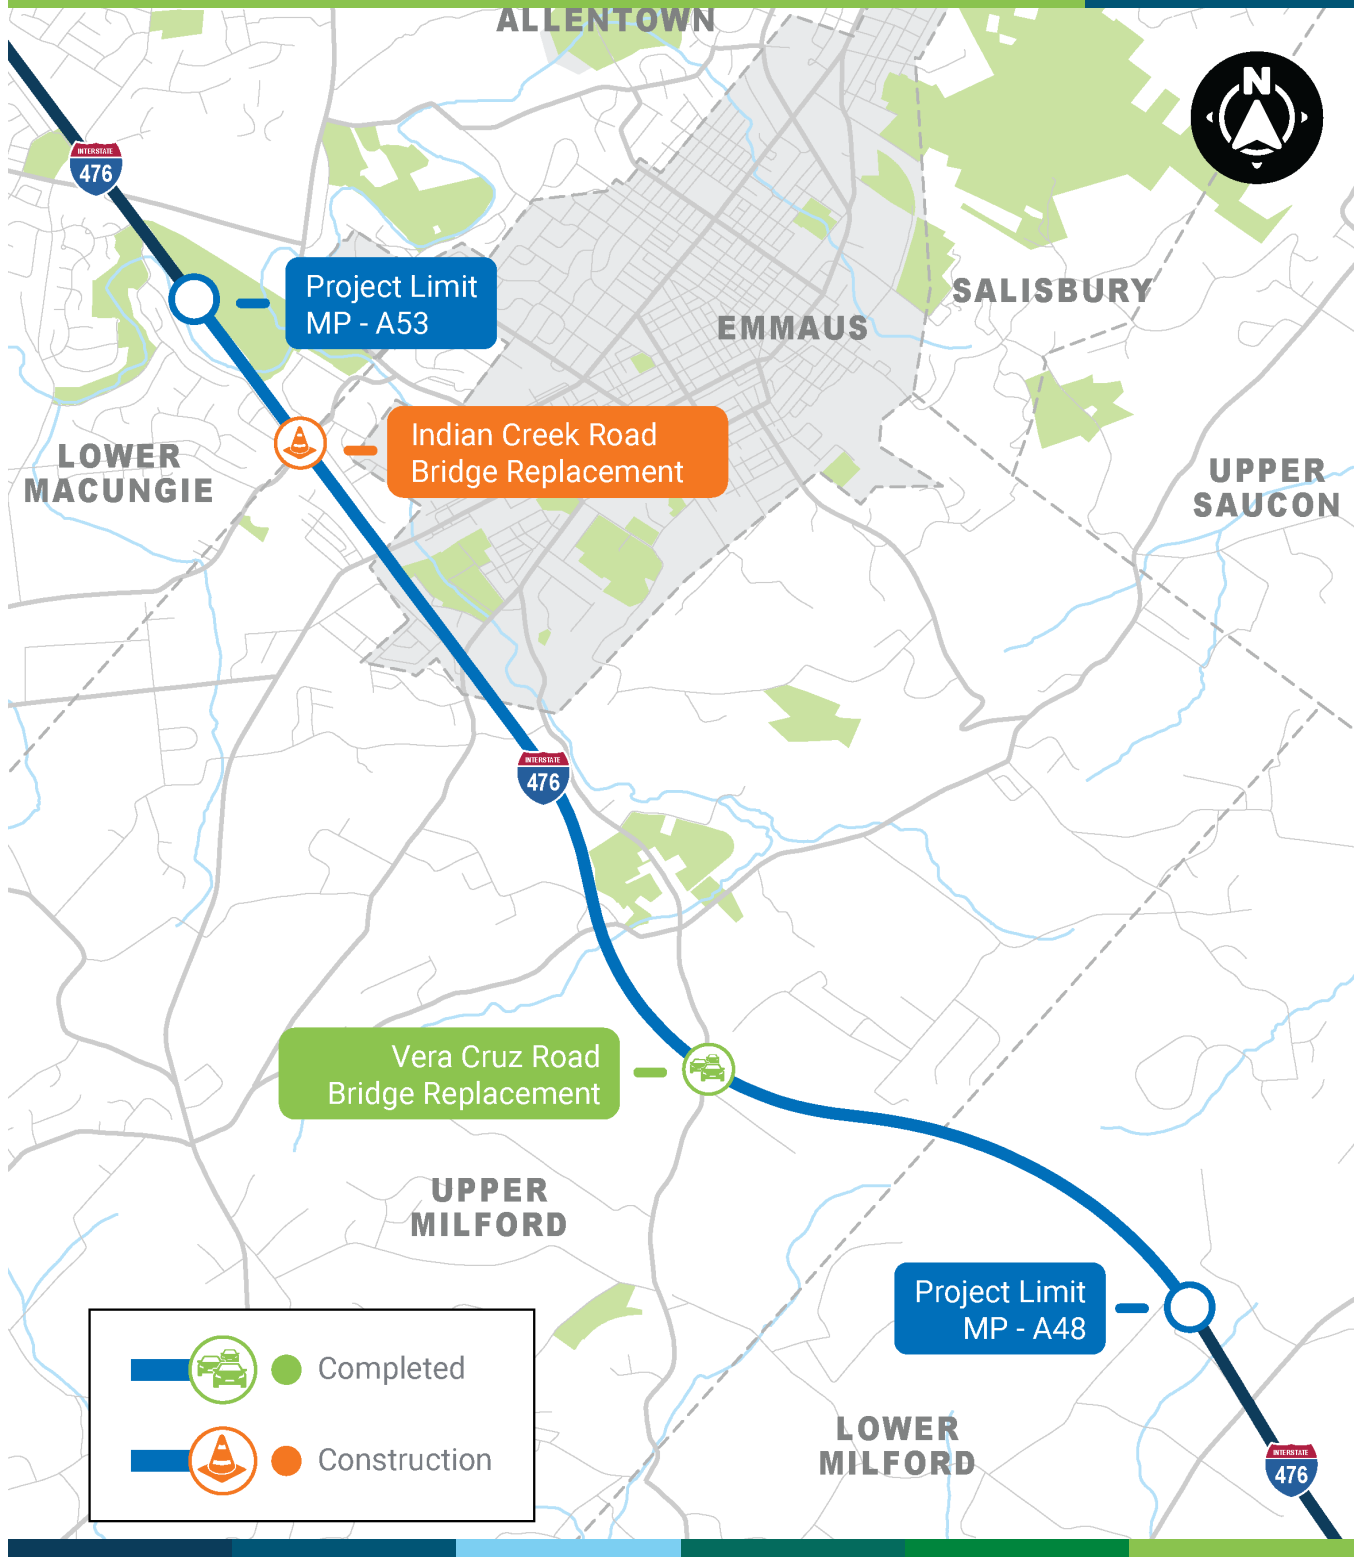 ALLENTOWN
N
INTERSTATE
476
Project Limit
MP - A53
SALISBURY
EMMAUS
Indian Creek Road
Bridge Replacement
LOWER
MACUNGIE
UPPER
SAUCON
INTERSTATE
476
Vera Cruz Road
Bridge Replacement
UPPER
MILFORD
Project Limit
MP - A48
Completed
Construction
LOWER
MILFORD
INTERSTATE
476